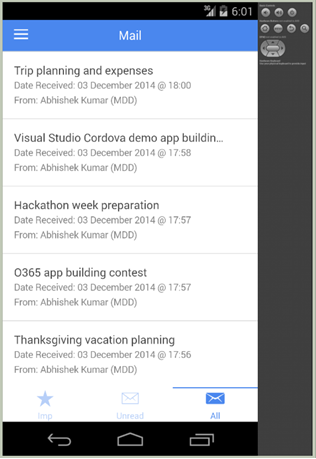 3G 6:01
Mail
Trip planning and expenses
Date Received: 03 December 2014 @ 18:00
From: Abhishek Kumar (MDD)
Visual Studio Cordova demo app buildin...
Date Received: 03 December 2014 @ 17:58
From: Abhishek Kumar (MDD)
Hackathon week preparation
Date Received: 03 December 2014 @ 17:57
From: Abhishek Kumar (MDD)
O365 app building contest
Date Received: 03 December 2014 @ 17:57
From: Abhishek Kumar (MDD)
Thanksgiving vacation planning
Date Received: 03 December 2014 @ 17:56
From: Abhishek Kumar (MDD)
Imp Unread All